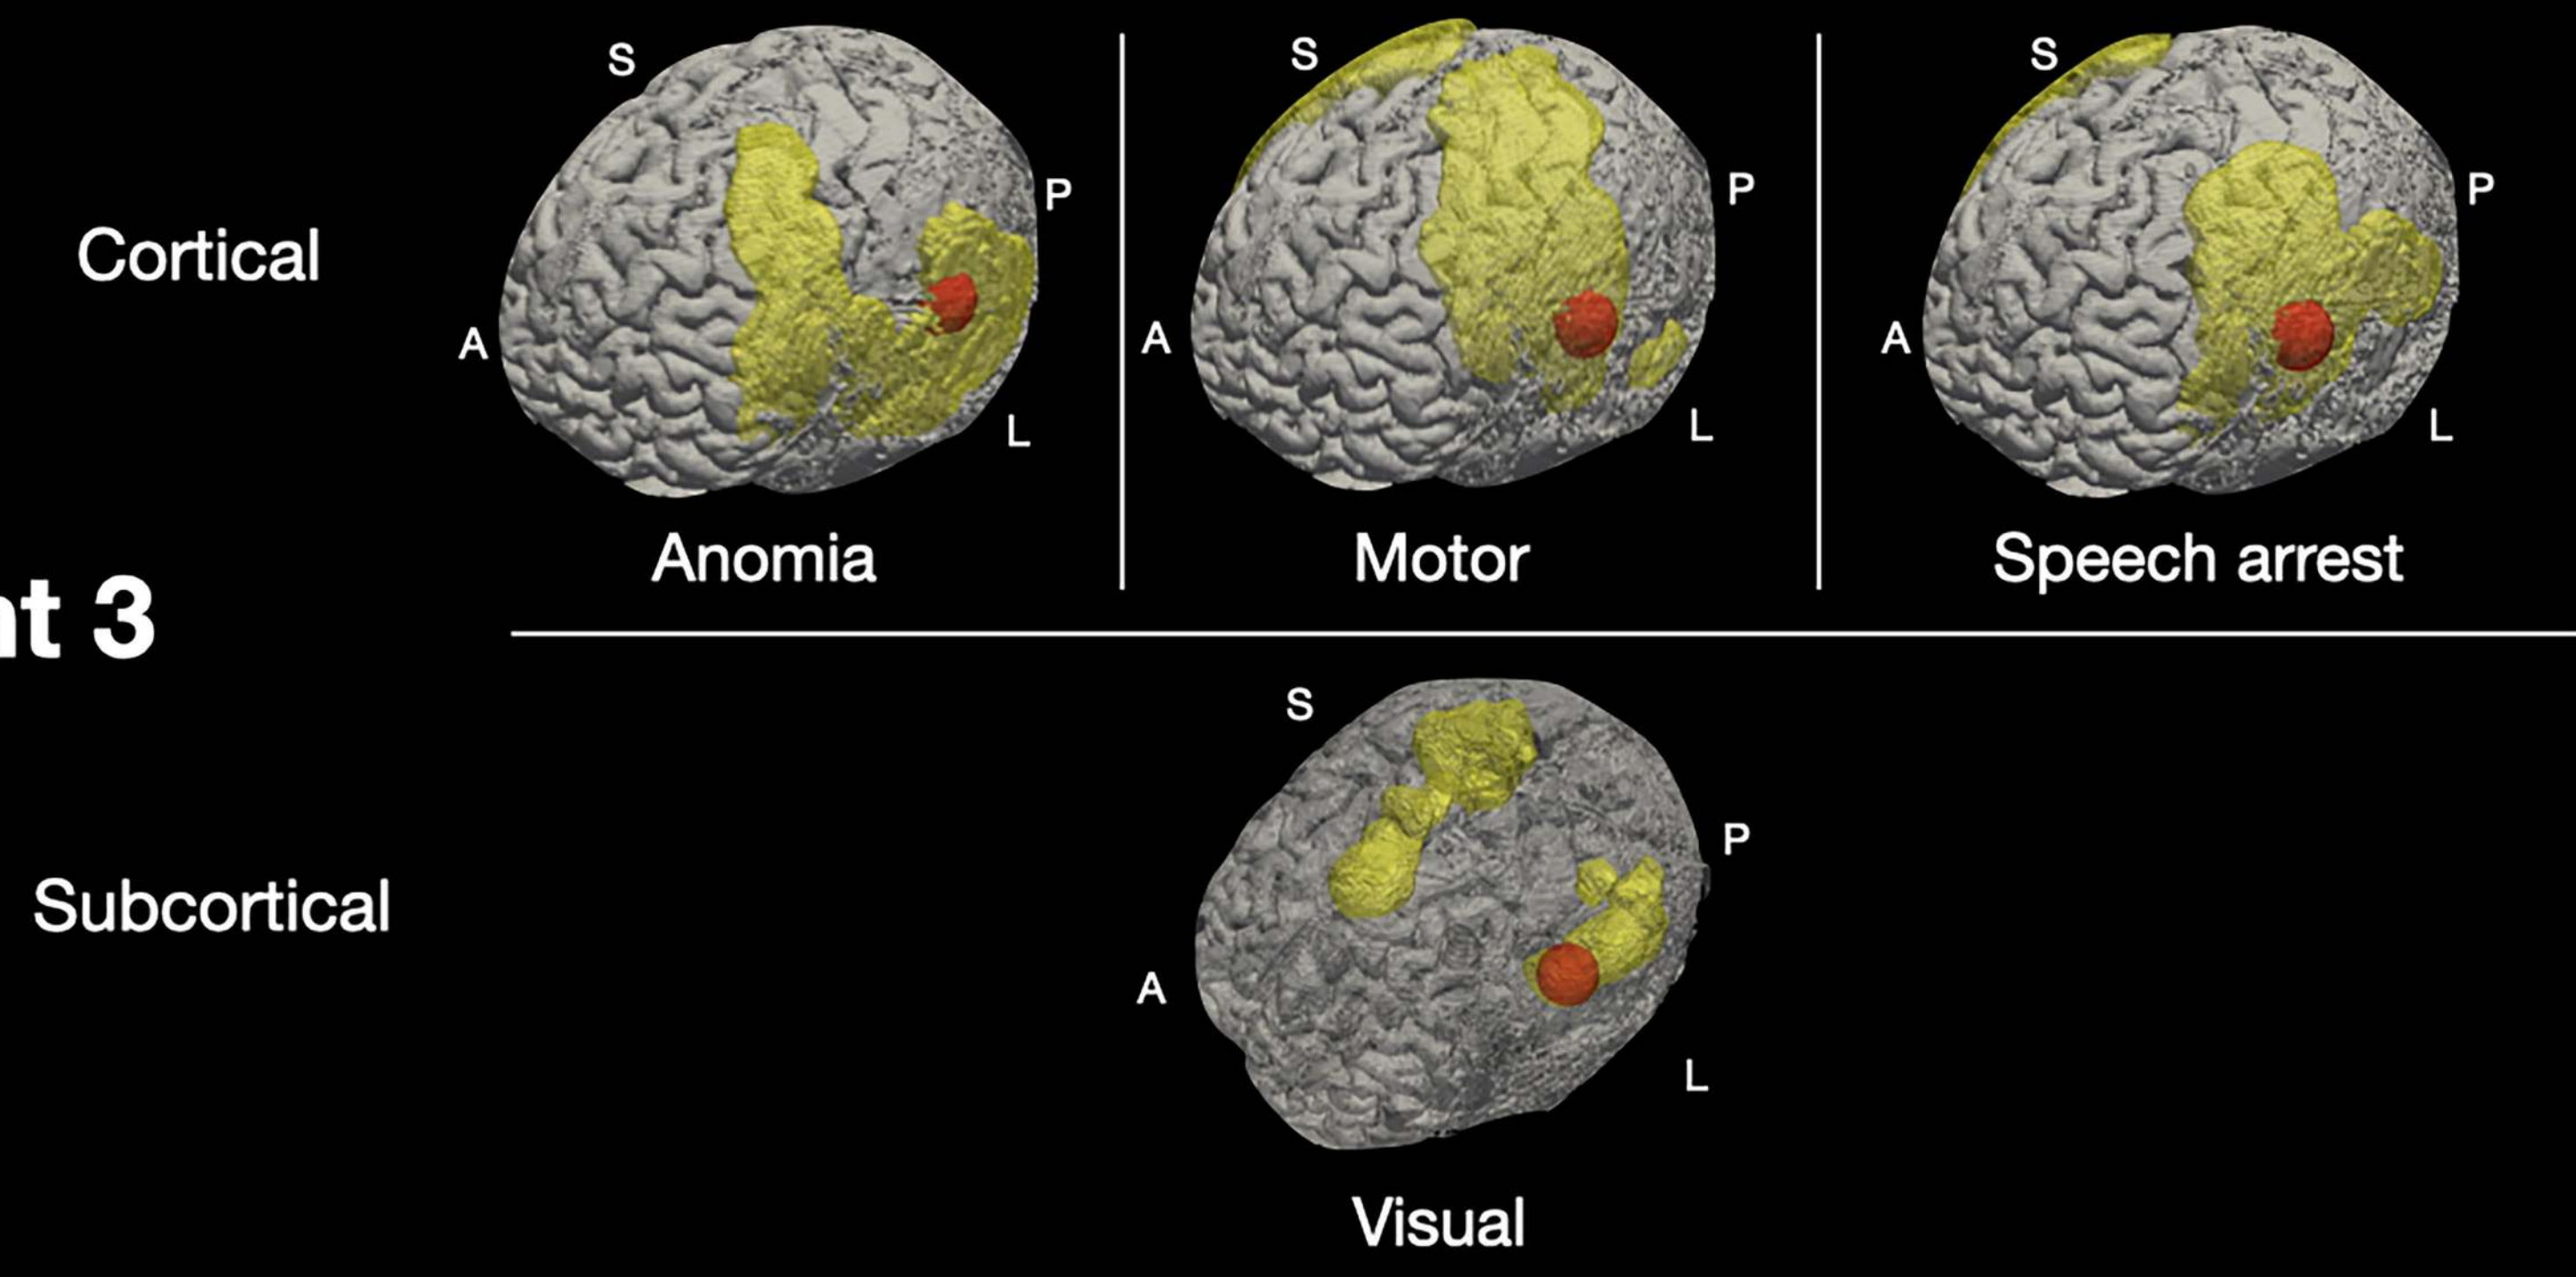 S
P
A
L
S
P
A
L
S
P
A
L
Cortical
Anomia
Motor
Speech arrest
nt 3
S
P
A
L
Subcortical
Visual